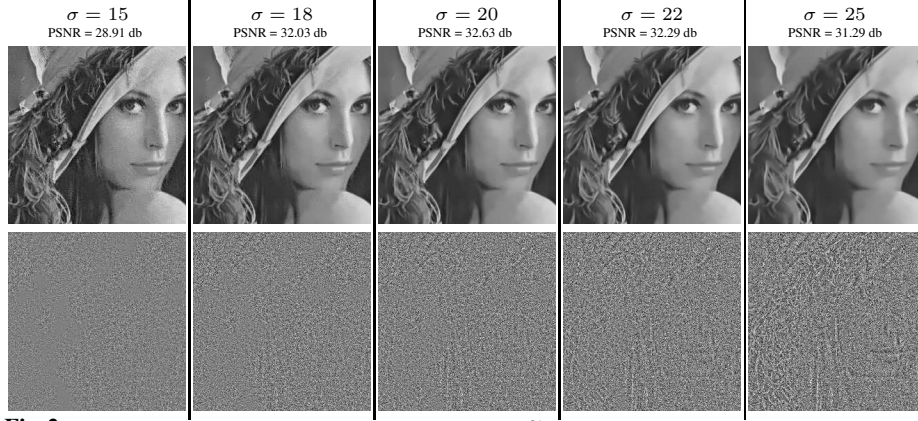 σ = 15
PSNR = 28.91 db
σ = 18
PSNR = 32.03 db
σ = 20
PSNR = 32.63 db
σ = 22
PSNR = 32.29 db
σ = 25
PSNR = 31.29 db